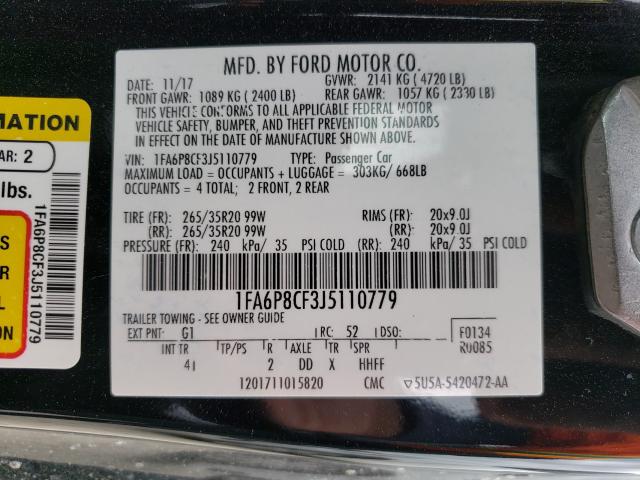 MFD. BY FORD MOTOR CO.
DATE: 11/17 GVWR: 2141 KG ( 4720 LB)
FRONT GAWR: 1089 KG ( 2400 LB) REAR GAWR: 1057 KG ( 2330 LB)
THIS VEHICLE CONFORMS TO ALL APPLICABLE FEDERAL MOTOR
VEHICLE SAFETY, BUMPER, AND THEFT PREVENTION STANDARDS
IN EFFECT ON THE DATE OF MANUFACTURE SHOWN ABOVE.
VIN: 1FA6P8CF3J5110779 TYPE: Passenger Car
MAXIMUM LOAD = OCCUPANTS + LUGGAGE = 303KG/ 668LB
OCCUPANTS = 4 TOTAL; 2 FRONT, 2 REAR
TIRE (FR): 265/35R20 99W RIMS (FR): 20x9.0J
(RR): 265/35R20 99W (RR): 20x9.0J
PRESSURE (FR): 240 kPa/ 35 PSI COLD (RR): 240 kPa/ 35 PSI COLD
1FA6P8CF3J5110779
TRAILER TOWING - SEE OWNER GUIDE
EXT PNT: G1 RC: 52 DSO: F0134
INT TR TP/PS R AXLE TR SPR R0085
4I 2 DD X HHFF
1201711015820 CMC 5U5A-5420472-AA
MATION
AR: 2
lbs.
1FA6P8CF3J5110779
S
R
ION